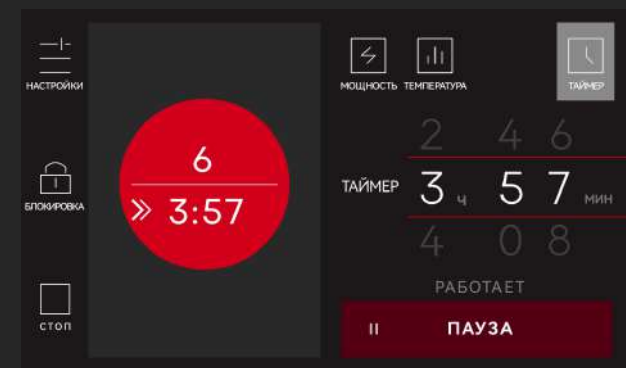 НАСТРОЙКИ
БЛОКИРОВКА
СТОП
6
3:57
МОЩНОСТЬ ТЕМПЕРАТУРА ТАЙМЕР
2 4 6
ТАЙМЕР 3 ч 5 7 МИН
4 0 8
РАБОТАЕТ
ПАУЗА